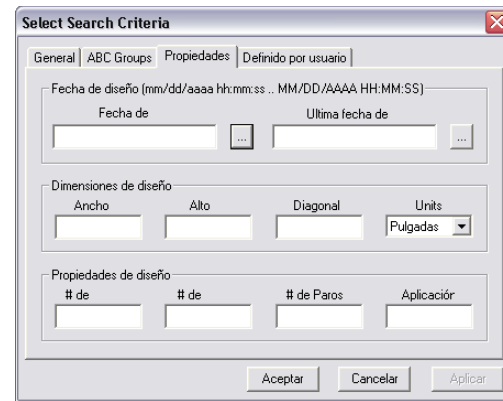 Select Search Criteria
General ABC Groups Propiedades Definido por usuario
Fecha de diseño (mm/dd/aaaa hh:mm:ss .. MM/DD/AAAA HH:MM:SS)
Fecha de Ultima fecha de
... ...
Dimensiones de diseño
Ancho Alto Diagonal Units
Pulgadas
Propiedades de diseño
# de # de # de Paros Aplicación
Aceptar Cancelar Aplicar